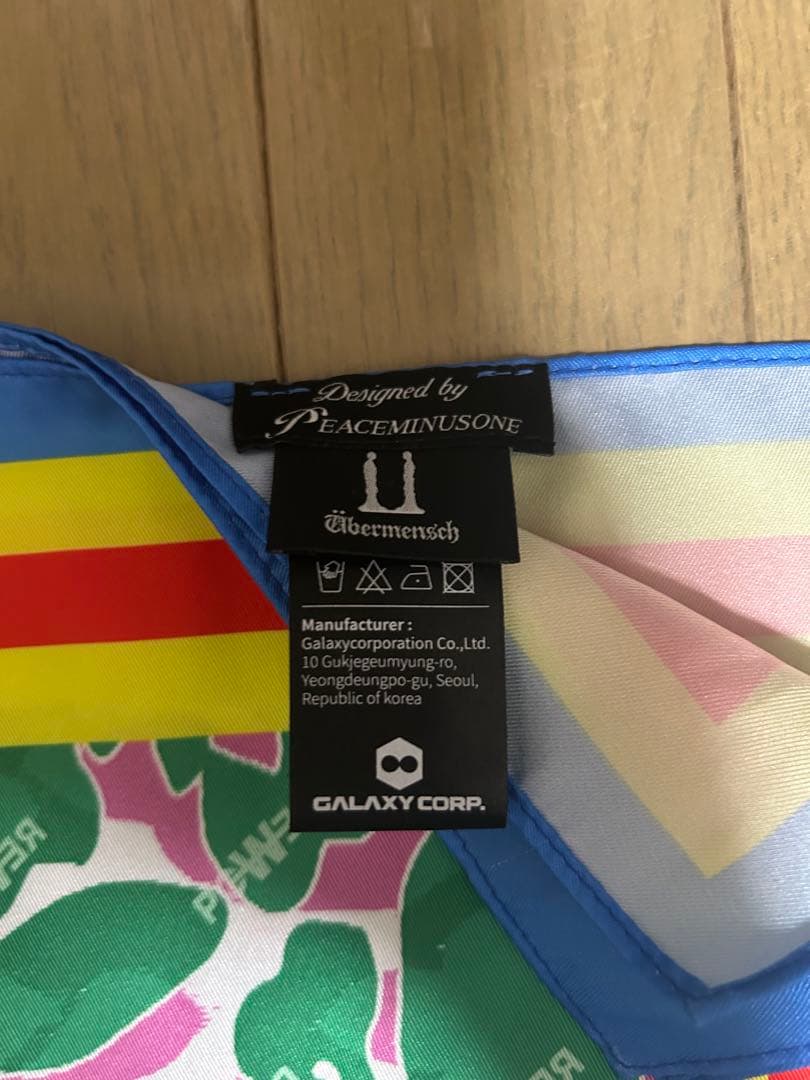 Designed by
PEACEMINUSONE
Übermensch
Manufacturer :
Galaxycorporation Co.,Ltd.
10 Gukjegeumyung-ro,
Yeongdeungpo-gu, Seoul,
Republic of korea
GALAXY CORP.